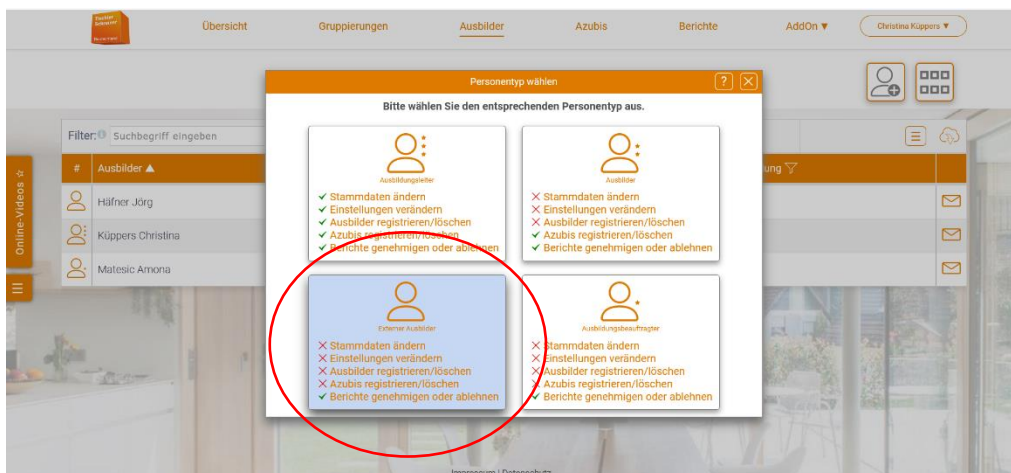 Übersicht
Gruppierungen
Ausbilder
Azubis
Berichte
AddOn ▼
Christina Küppers ▼
Personentyp wählen
?
Bitte wählen Sie den entsprechenden Personentyp aus.
Filter: Suchbegriff eingeben
# Ausbilder ▲
ung
Häfner Jörg
Küppers Christina
Matesic Amona
Online-Videos ☆
Ausbildungsleiter
✓ Stammdaten ändern
✓ Einstellungen verändern
✓ Ausbilder registrieren/löschen
✓ Azubis registrieren/löschen
✓ Berichte genehmigen oder ablehnen
Ausbilder
✕ Stammdaten ändern
✕ Einstellungen verändern
✕ Ausbilder registrieren/löschen
✓ Azubis registrieren/löschen
✓ Berichte genehmigen oder ablehnen
Externer Ausbilder
✕ Stammdaten ändern
✕ Einstellungen verändern
✕ Ausbilder registrieren/löschen
✕ Azubis registrieren/löschen
✓ Berichte genehmigen oder ablehnen
Ausbildungsbeauftragter
✕ Stammdaten ändern
✕ Einstellungen verändern
✕ Ausbilder registrieren/löschen
✕ Azubis registrieren/löschen
✓ Berichte genehmigen oder ablehnen
Impressum | Datenschutz